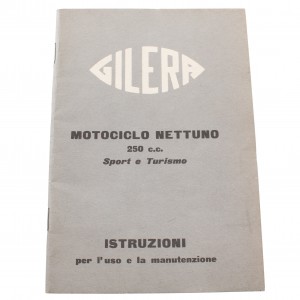 GILERA
MOTOCICLO NETTUNO
250 c.c.
Sport e Turismo
ISTRUZIONI
per l'uso e la manutenzione